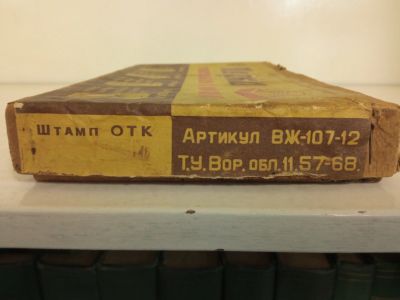 Штамп ОТК
Артикул ВЖ-107-12
Т.У. Вор. обл. 11.57-68.